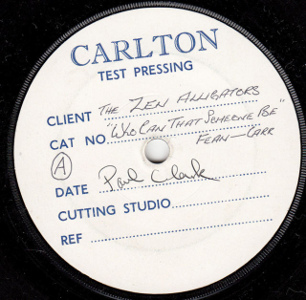 CARLTON
TEST PRESSING
CLIENT THE ZEN ALLIGATORS
CAT NO. "WHO CAN THAT SOMEONE BE"
A FEAN—CARR
DATE Paul Clark
CUTTING STUDIO
REF